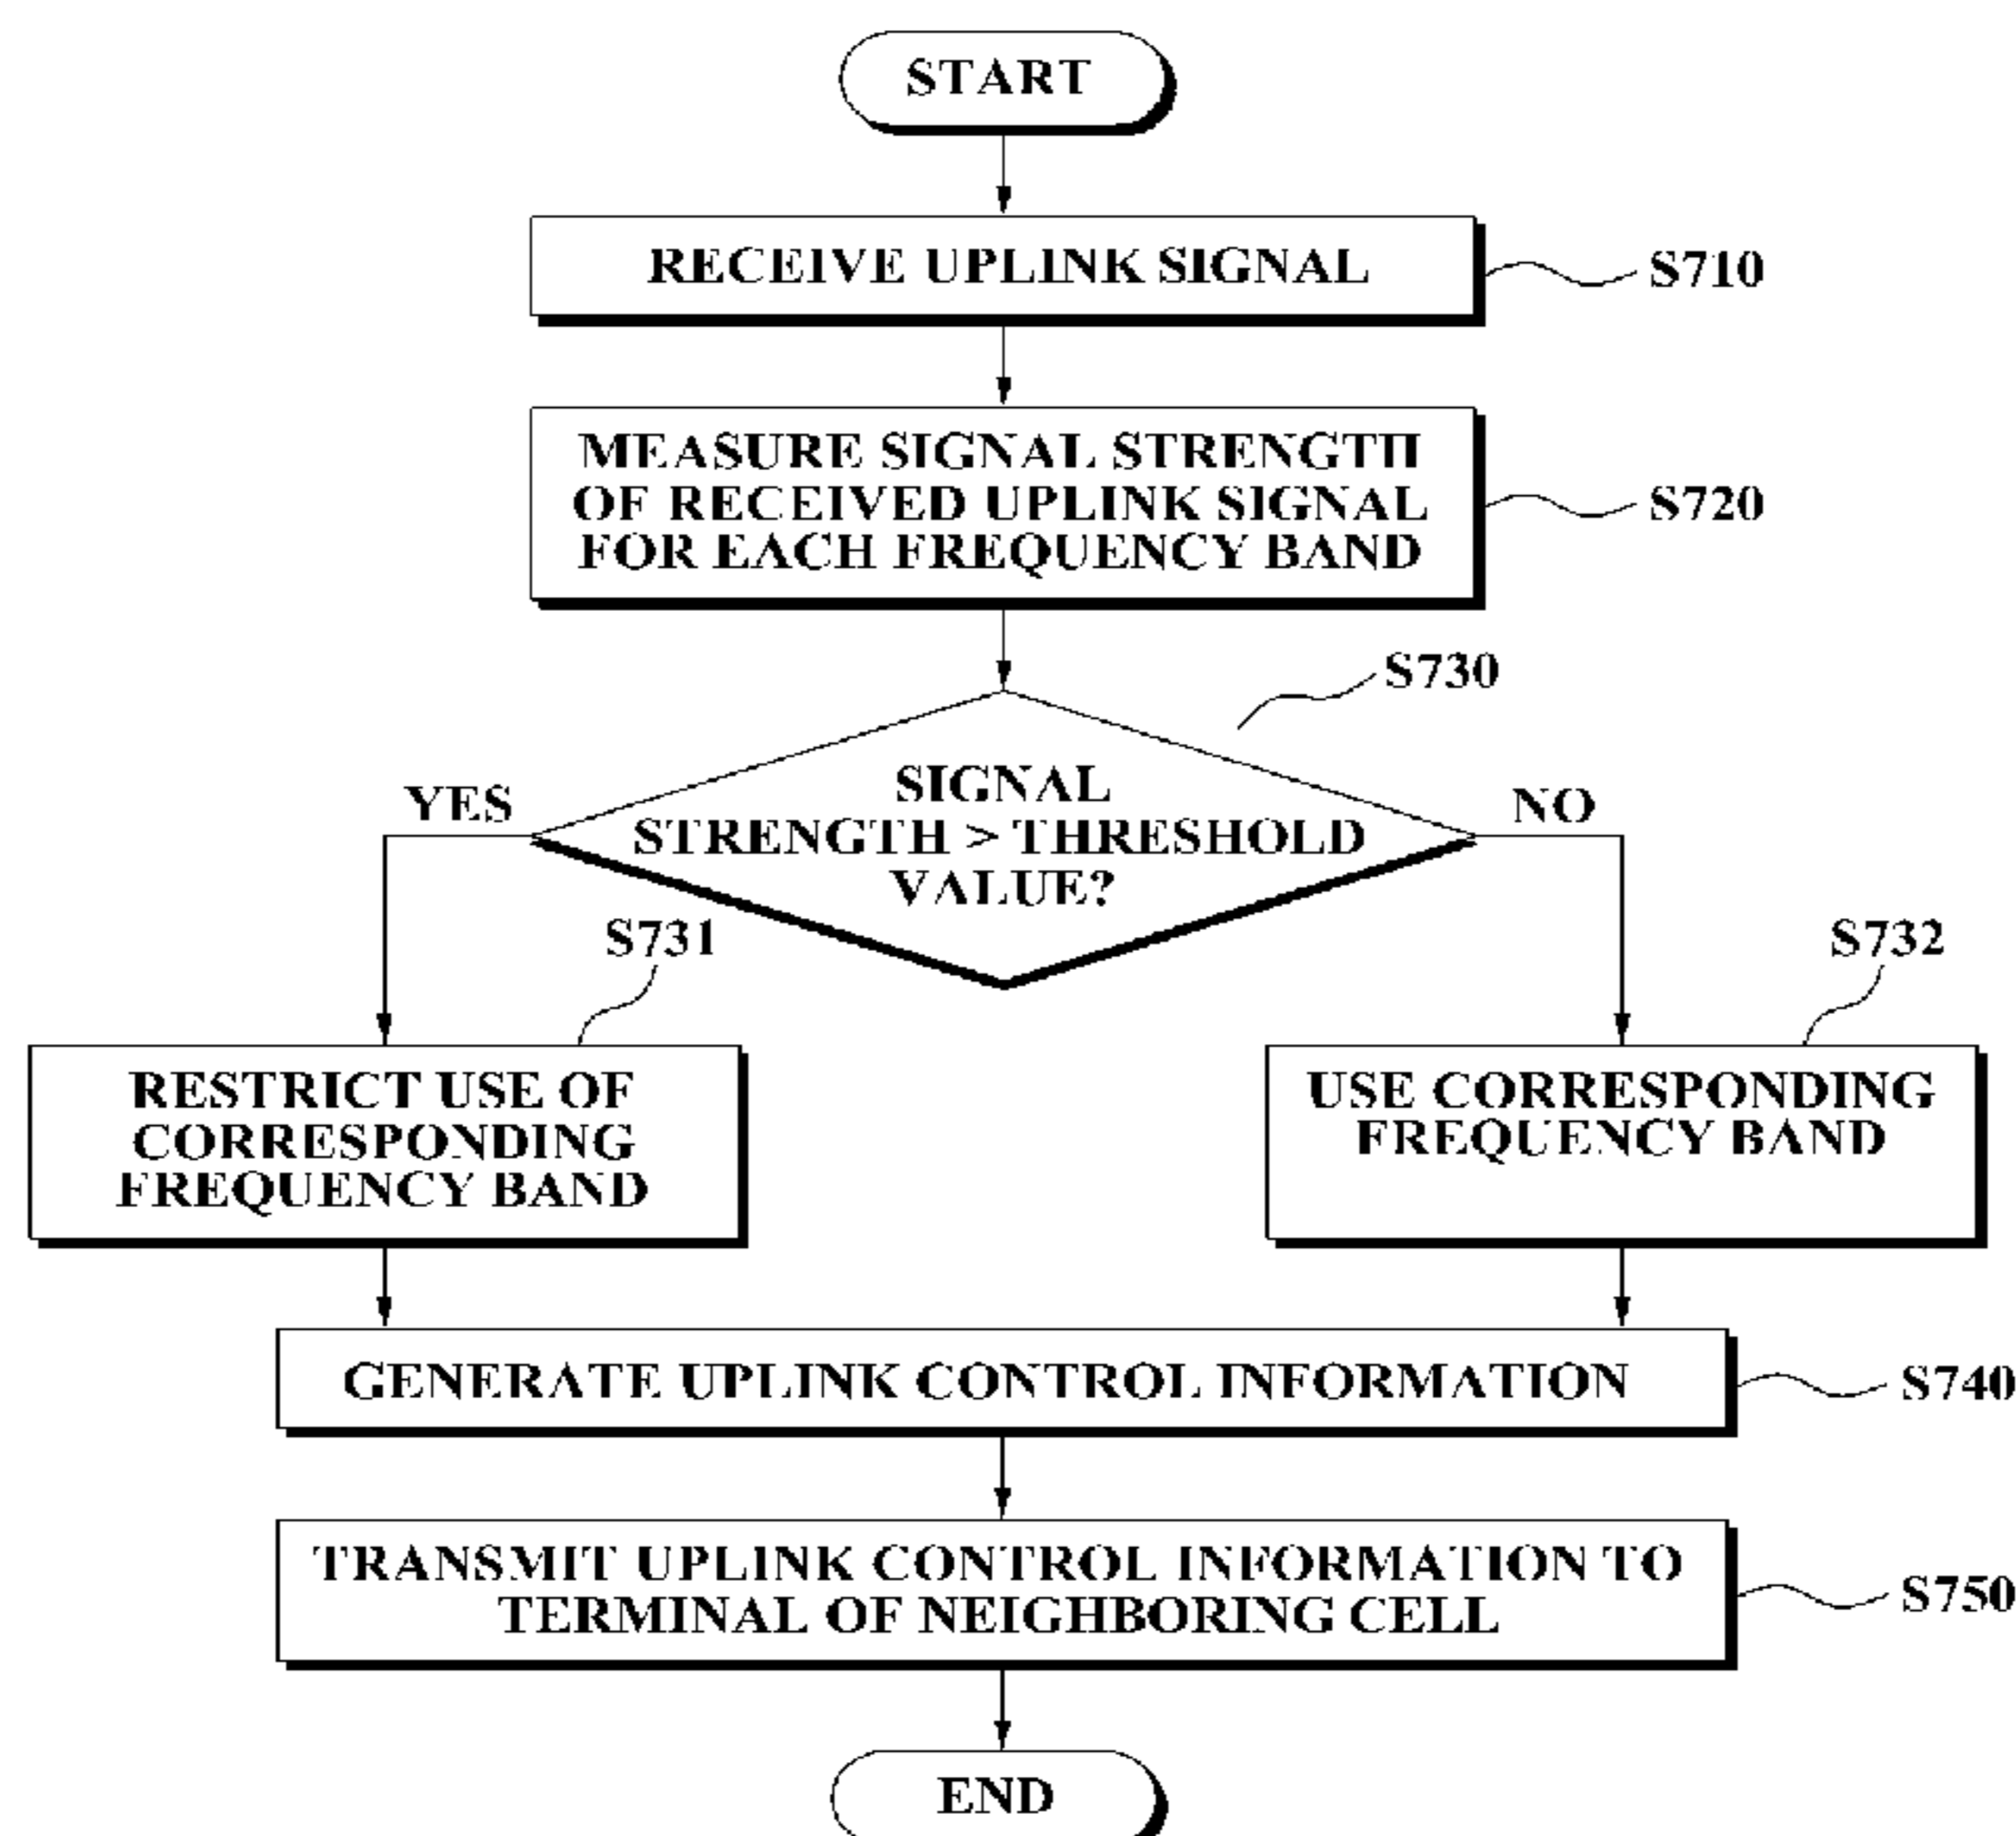 START
RECEIVE UPLINK SIGNAL
S710
MEASURE SIGNAL STRENGTH
OF RECEIVED UPLINK SIGNAL
FOR EACH FREQUENCY BAND
S720
S730
SIGNAL
STRENGTH > THRESHOLD
VALUE?
YES
NO
S731
S732
RESTRICT USE OF
CORRESPONDING
FREQUENCY BAND
USE CORRESPONDING
FREQUENCY BAND
GENERATE UPLINK CONTROL INFORMATION
S740
TRANSMIT UPLINK CONTROL INFORMATION TO
TERMINAL OF NEIGHBORING CELL
S750
END